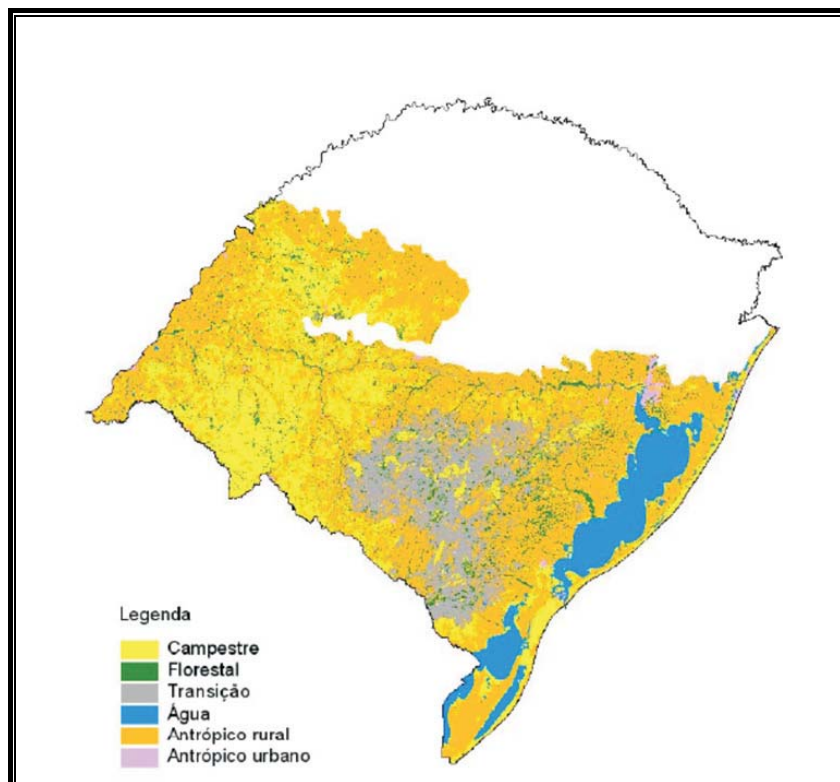 Legenda
Campestre
Florestal
Transição
Água
Antrópico rural
Antrópico urbano